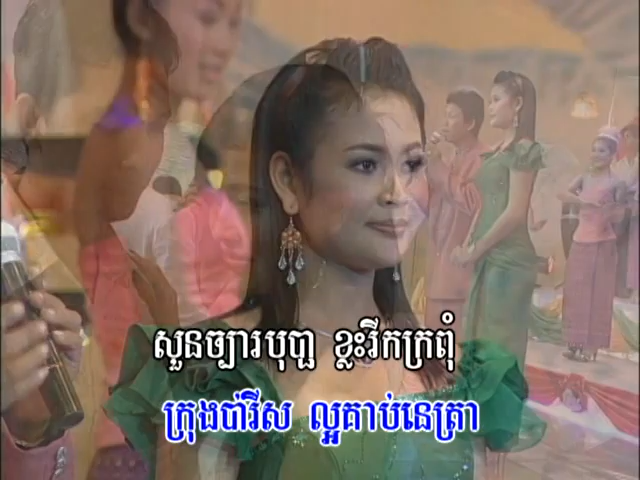 សួនច្បារបុប្ផា ខ្លះរីកក្រពុំ
ក្រុងប៉ារីស ល្អគាប់នេត្រា